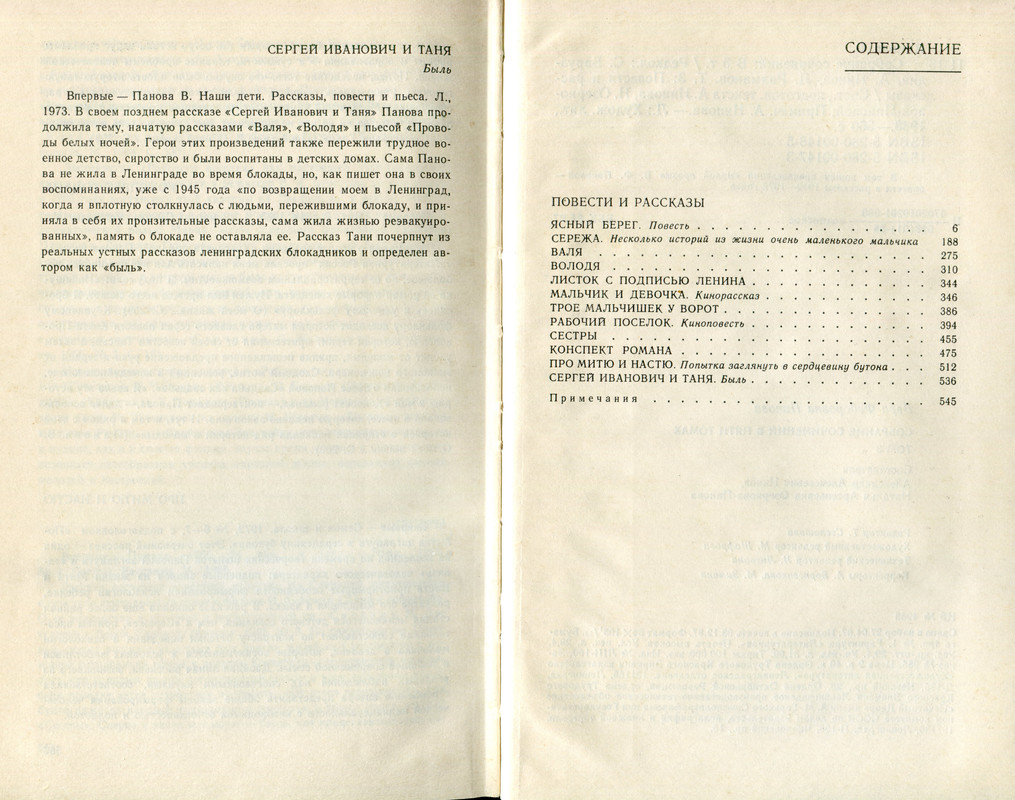 СЕРГЕЙ ИВАНОВИЧ И ТАНЯ
Быль
Впервые — Панова В. Наши дети. Рассказы, повести и пьеса. Л.,
1973. В своем позднем рассказе «Сергей Иванович и Таня» Панова про-
должила тему, начатую рассказами «Валя», «Володя» и пьесой «Прово-
ды белых ночей». Герои этих произведений также пережили трудное во-
енное детство, сиротство и были воспитаны в детских домах. Сама Пано-
ва не жила в Ленинграде во время блокады, но, как пишет она в своих
воспоминаниях, уже с 1945 года «по возвращении моем в Ленинград,
когда я вплотную столкнулась с людьми, пережившими блокаду, и при-
няла в себя их пронзительные рассказы, сама жила жизнью реэвакуиро-
ванных», память о блокаде не оставляла ее. Рассказ Тани почерпнут из
реальных устных рассказов ленинградских блокадников и определен ав-
тором как «быль».
СОДЕРЖАНИЕ
ПОВЕСТИ И РАССКАЗЫ
ЯСНЫЙ БЕРЕГ. Повесть . . . . . . . . . . . . . . . . . 6
СЕРЕЖА. Несколько историй из жизни очень маленького мальчика 188
ВАЛЯ . . . . . . . . . . . . . . . . . . . . . . . 275
ВОЛОДЯ . . . . . . . . . . . . . . . . . . . . . . 310
ЛИСТОК С ПОДПИСЬЮ ЛЕНИНА . . . . . . . . . . . . 344
МАЛЬЧИК И ДЕВОЧКА. Кинорассказ . . . . . . . . . . . 346
ТРОЕ МАЛЬЧИШЕК У ВОРОТ . . . . . . . . . . . . . . 386
РАБОЧИЙ ПОСЕЛОК. Киноповесть . . . . . . . . . . . . 394
СЕСТРЫ . . . . . . . . . . . . . . . . . . . . . . 455
КОНСПЕКТ РОМАНА . . . . . . . . . . . . . . . . . 475
ПРО МИТЮ И НАСТЮ. Попытка заглянуть в сердцевину бутона . . . 512
СЕРГЕЙ ИВАНОВИЧ И ТАНЯ. Быль . . . . . . . . . . . . 536
Примечания . . . . . . . . . . . . . . . . . . . 545